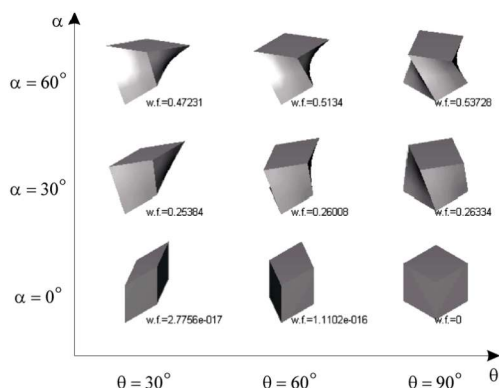 α
α = 60°
w.f.=0.47231
w.f.=0.5134
w.f.=0.53728
α = 30°
w.f.=0.25384
w.f.=0.26008
w.f.=0.26334
α = 0°
w.f.=2.7756e-017
w.f.=1.1102e-016
w.f.=0
θ = 30°
θ = 60°
θ = 90°
θ